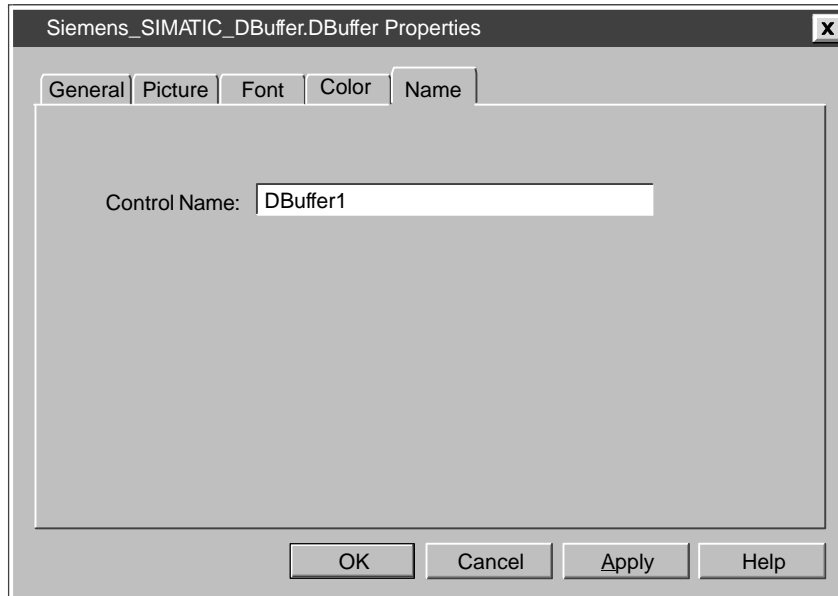 Siemens_SIMATIC_DBuffer.DBuffer Properties
X
General Picture Font Color Name
Control Name: DBuffer1
OK Cancel Apply Help